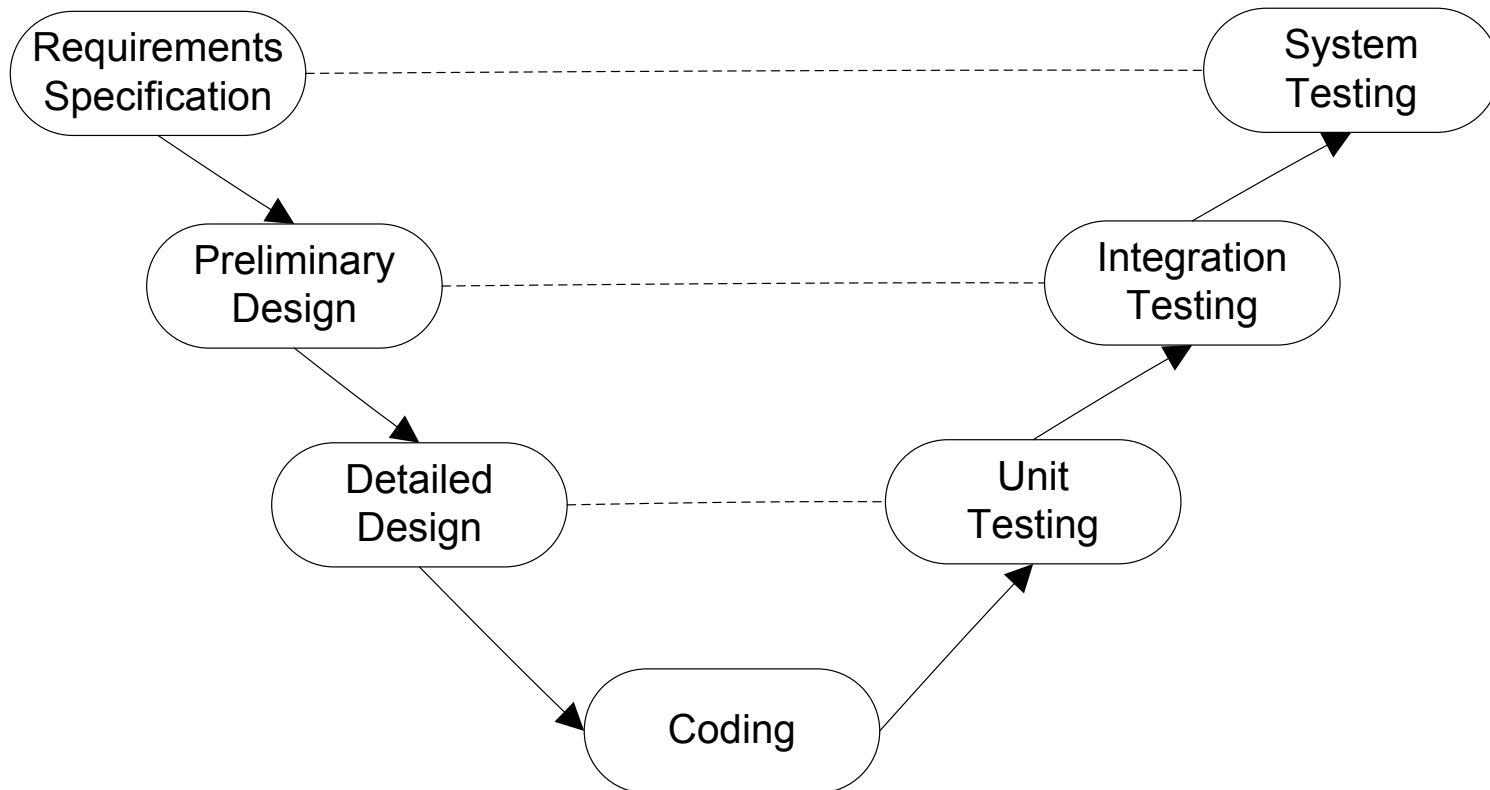 Requirements
Specification
System
Testing
Preliminary
Design
Integration
Testing
Detailed
Design
Unit
Testing
Coding